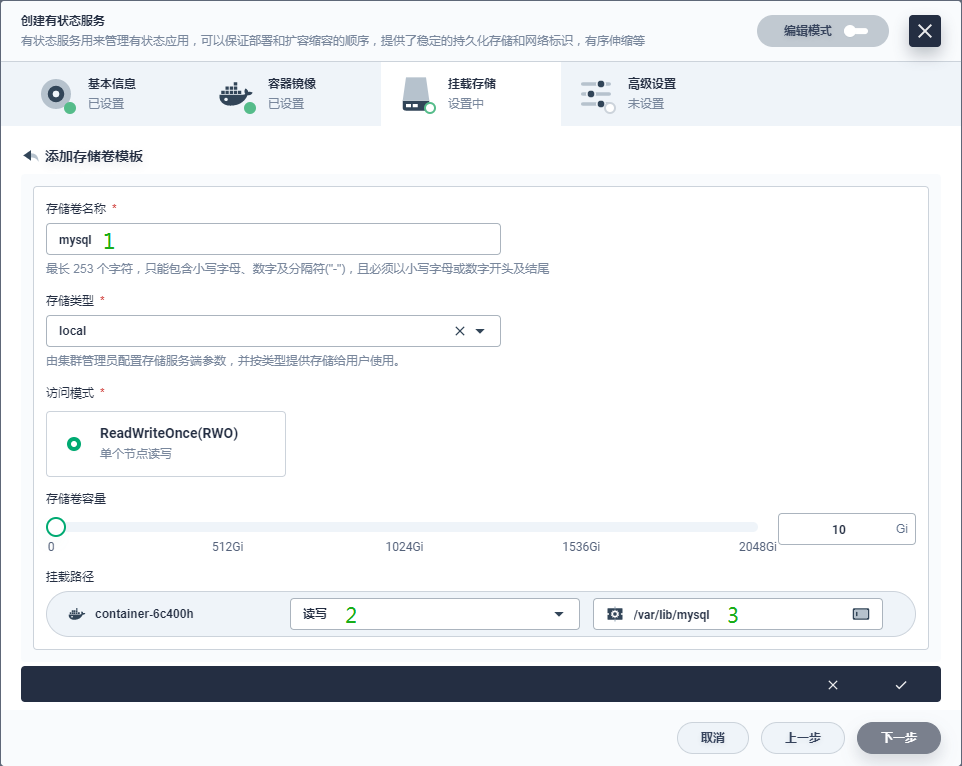 创建有状态服务
有状态服务用来管理有状态应用，可以保证部署和扩容缩容的顺序，提供了稳定的持久化存储和网络标识，有序伸缩等
编辑模式
基本信息
已设置
容器镜像
已设置
挂载存储
设置中
高级设置
未设置
添加存储卷模板
存储卷名称 *
mysql 1
最长 253 个字符，只能包含小写字母、数字及分隔符("-")，且必须以小写字母或数字开头及结尾
存储类型 *
local
由集群管理员配置存储服务端参数，并按类型提供存储给用户使用。
访问模式 *
ReadWriteOnce(RWO)
单个节点读写
存储卷容量
10 Gi
0 512Gi 1024Gi 1536Gi 2048Gi
挂载路径
container-6c400h 读写 2 /var/lib/mysql 3
取消 上一步 下一步